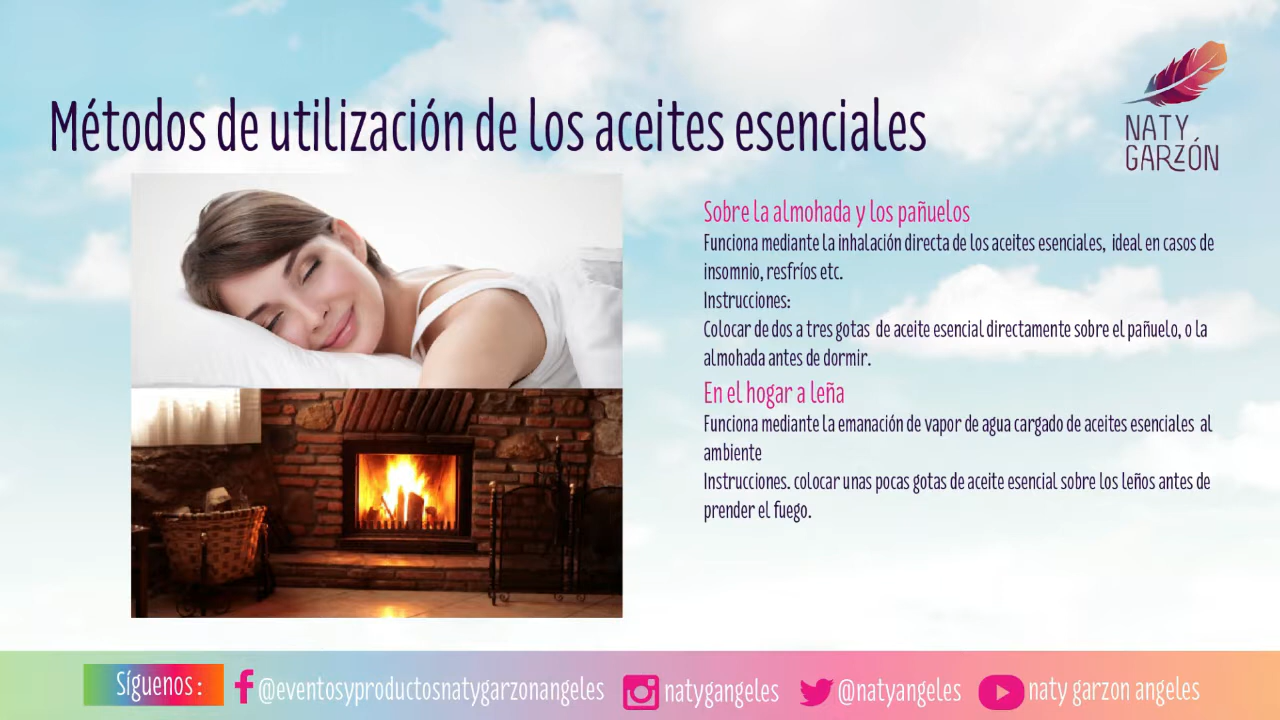 Métodos de utilización de los aceites esenciales
NATY
GARZÓN
Sobre la almohada y los pañuelos
Funciona mediante la inhalación directa de los aceites esenciales, ideal en casos de
insomnio, resfríos etc.
Instrucciones:
Colocar de dos a tres gotas de aceite esencial directamente sobre el pañuelo, o la
almohada antes de dormir.
En el hogar a leña
Funciona mediante la emanación de vapor de agua cargado de aceites esenciales al
ambiente
Instrucciones. colocar unas pocas gotas de aceite esencial sobre los leños antes de
prender el fuego.
Síguenos: @eventosyproductosnatygarzonangeles natygangeles @natyangeles naty garzon angeles